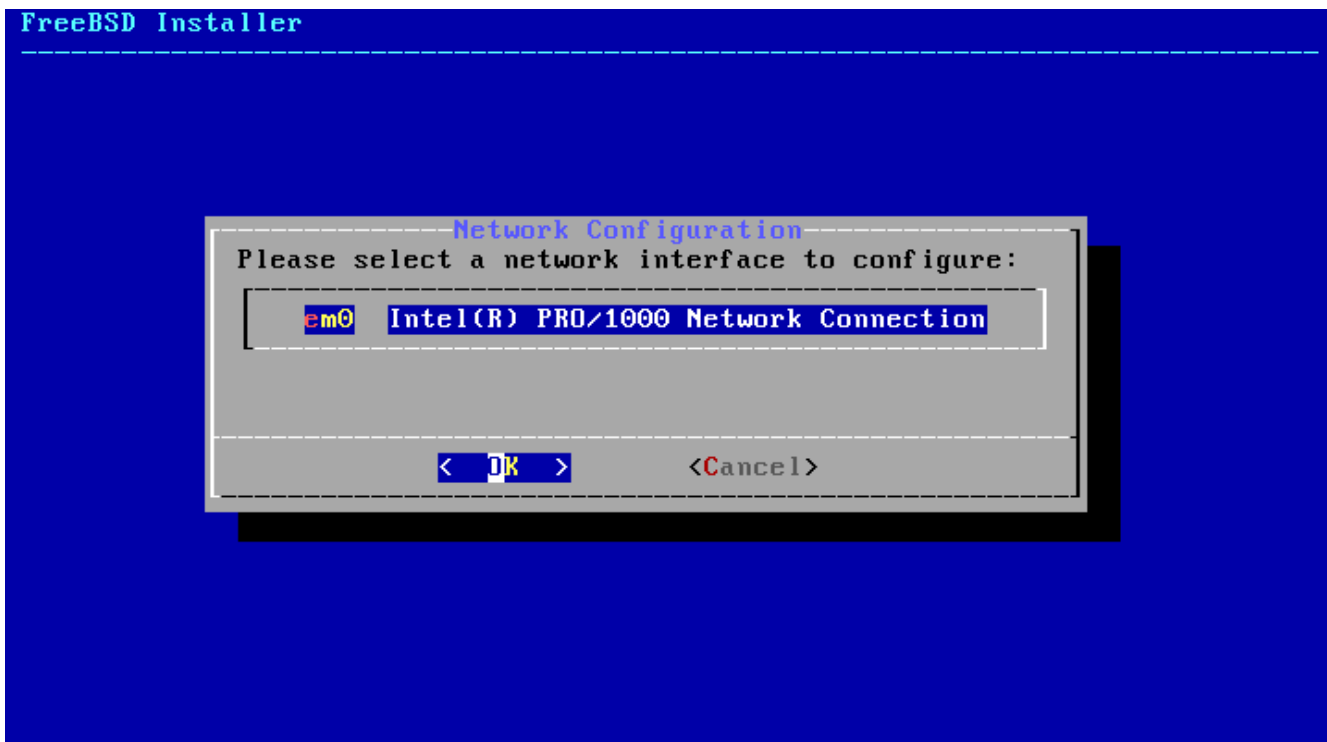 FreeBSD Installer
Network Configuration
Please select a network interface to configure:
em0 Intel(R) PRO/1000 Network Connection
< OK > <Cancel>